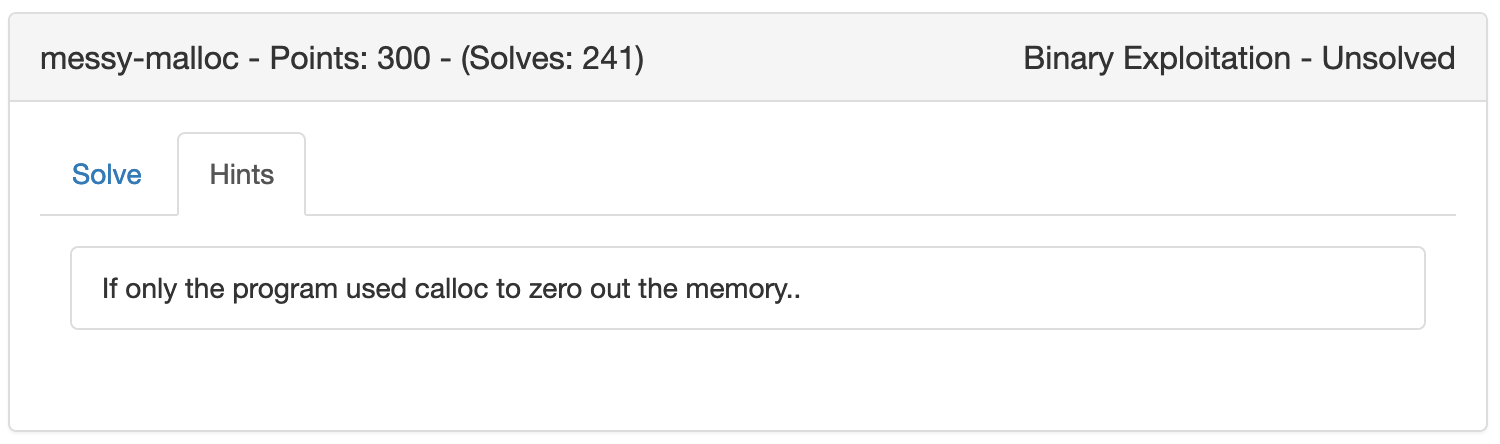 messy-malloc - Points: 300 - (Solves: 241)
Binary Exploitation - Unsolved
Solve
Hints
If only the program used calloc to zero out the memory..